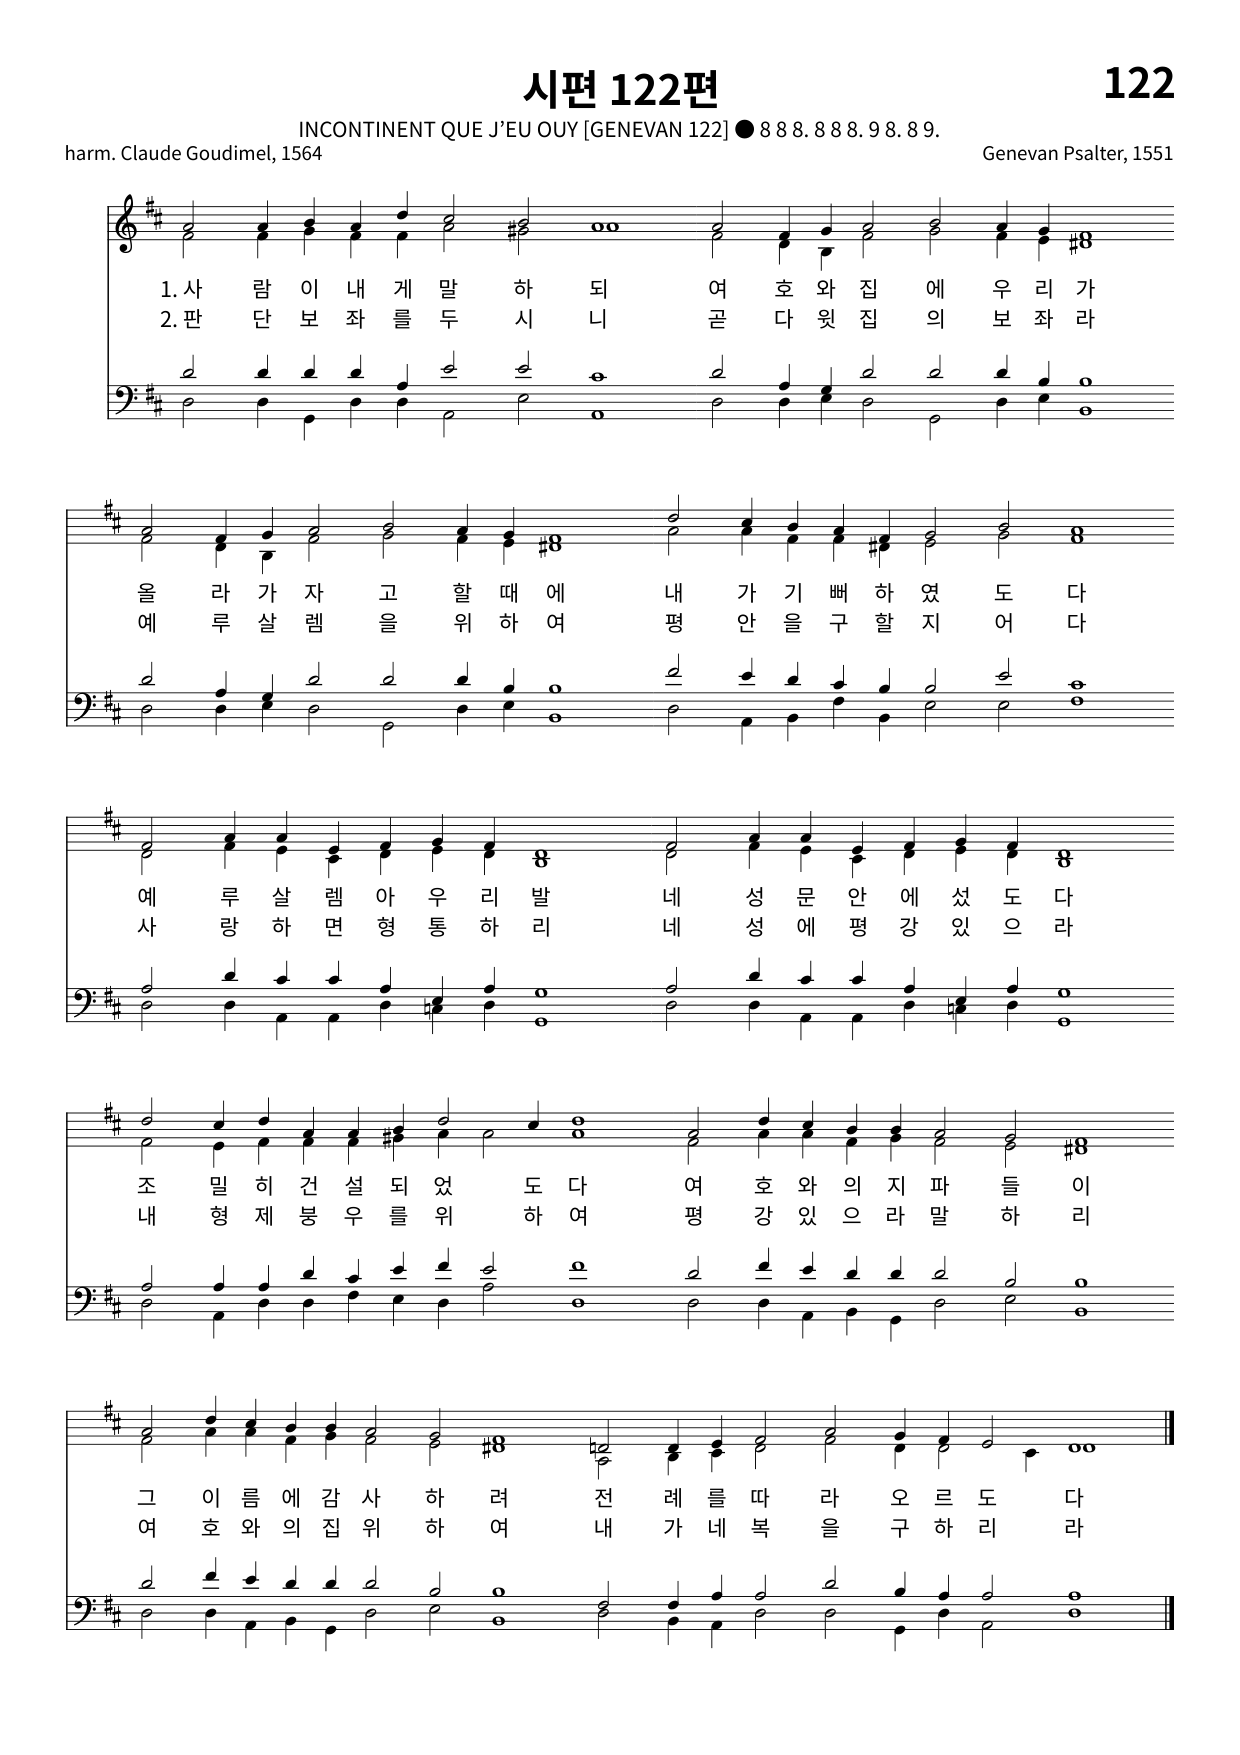 시편 122편
122
INCONTINENT QUE J’EU OUY [GENEVAN 122] ● 8 8 8. 8 8 8. 9 8. 8 9.
harm. Claude Goudimel, 1564
Genevan Psalter, 1551
1. 사 람 이 내 게 말 하 되 여 호 와 집 에 우 리 가
2. 판 단 보 좌 를 두 시 니 곧 다 윗 집 의 보 좌 라
올 라 가 자 고 할 때 에 내 가 기 뻐 하 였 도 다
예 루 살 렘 을 위 하 여 평 안 을 구 할 지 어 다
예 루 살 렘 아 우 리 발 네 성 문 안 에 섰 도 다
사 랑 하 면 형 통 하 리 네 성 에 평 강 있 으 라
조 밀 히 건 설 되 었 도 다 여 호 와 의 지 파 들 이
내 형 제 붕 우 를 위 하 여 평 강 있 으 라 말 하 리
그 이 름 에 감 사 하 려 전 례 를 따 라 오 르 도 다
여 호 와 의 집 위 하 여 내 가 네 복 을 구 하 리 라